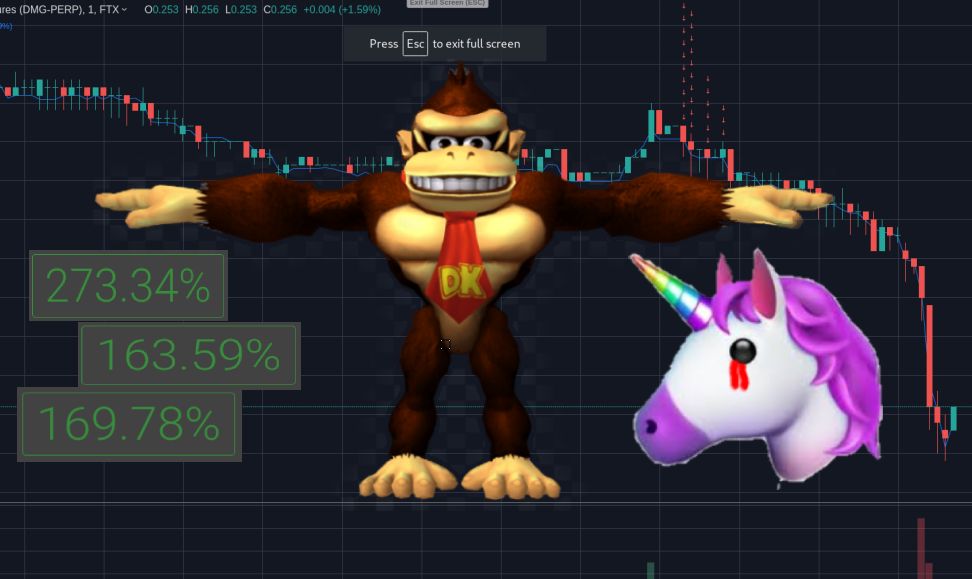 Exit Full Screen (ESC)
ures (DMG-PERP), 1, FTX O0.253 H0.256 L0.253 C0.256 +0.004 (+1.59%)
9%)
Press Esc to exit full screen
DK
273.34%
163.59%
169.78%